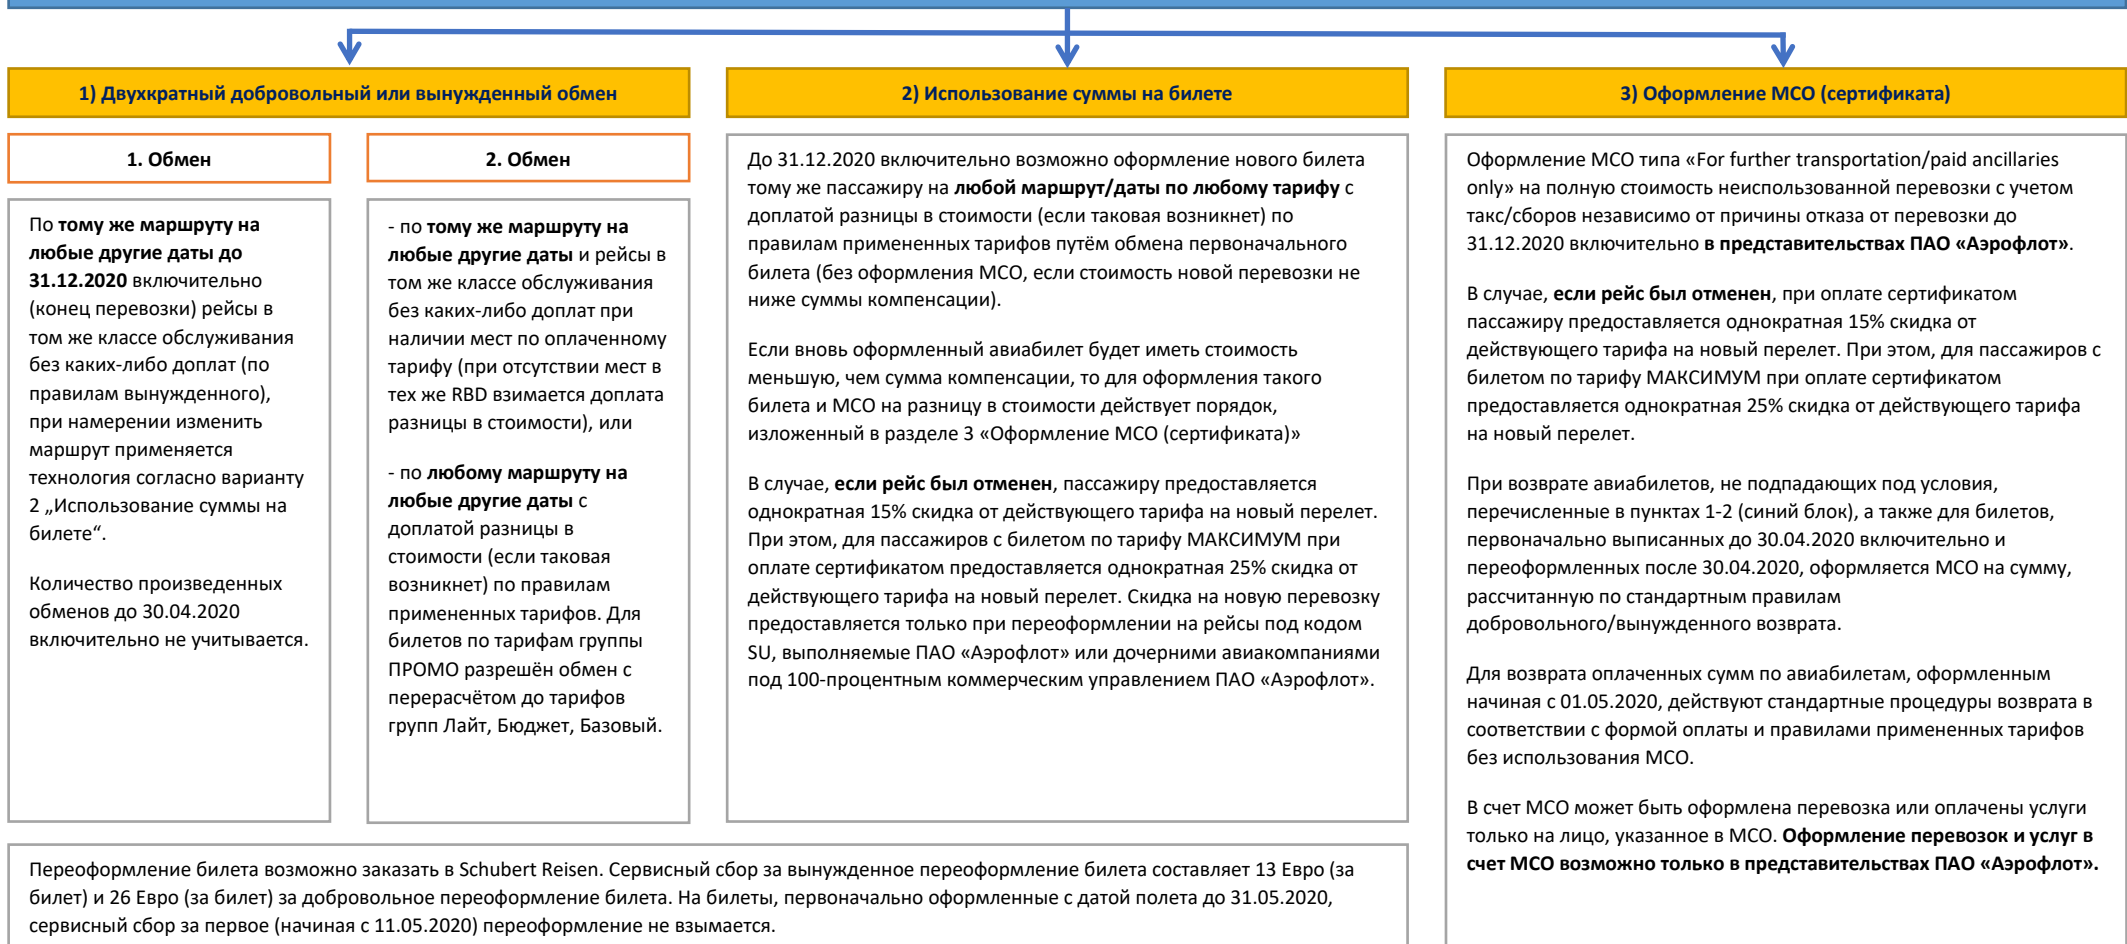 1) Двухкратный добровольный или вынужденный обмен
1. Обмен
По тому же маршруту на
любые другие даты до
31.12.2020 включительно
(конец перевозки) рейсы в
том же классе обслуживания
без каких-либо доплат (по
правилам вынужденного),
при намерении изменить
маршрут применяется
технология согласно варианту
2 „Использование суммы на
билете“.
Количество произведенных
обменов до 30.04.2020
включительно не учитывается.
2. Обмен
- по тому же маршруту на
любые другие даты и рейсы в
том же классе обслуживания
без каких-либо доплат при
наличии мест по оплаченному
тарифу (при отсутствии мест в
тех же RBD взимается доплата
разницы в стоимости), или
- по любому маршруту на
любые другие даты с
доплатой разницы в
стоимости (если таковая
возникнет) по правилам
примененных тарифов. Для
билетов по тарифам группы
ПРОМО разрешён обмен с
перерасчётом до тарифов
групп Лайт, Бюджет, Базовый.
2) Использование суммы на билете
До 31.12.2020 включительно возможно оформление нового билета
тому же пассажиру на любой маршрут/даты по любому тарифу с
доплатой разницы в стоимости (если таковая возникнет) по
правилам примененных тарифов путём обмена первоначального
билета (без оформления МСО, если стоимость новой перевозки не
ниже суммы компенсации).
Если вновь оформленный авиабилет будет иметь стоимость
меньшую, чем сумма компенсации, то для оформления такого
билета и МСО на разницу в стоимости действует порядок,
изложенный в разделе 3 «Оформление МСО (сертификата)»
В случае, если рейс был отменен, пассажиру предоставляется
однократная 15% скидка от действующего тарифа на новый перелет.
При этом, для пассажиров с билетом по тарифу МАКСИМУМ при
оплате сертификатом предоставляется однократная 25% скидка от
действующего тарифа на новый перелет. Скидка на новую перевозку
предоставляется только при переоформлении на рейсы под кодом
SU, выполняемые ПАО «Аэрофлот» или дочерними авиакомпаниями
под 100-процентным коммерческим управлением ПАО «Аэрофлот».
3) Оформление МСО (сертификата)
Оформление МСО типа «For further transportation/paid ancillaries
only» на полную стоимость неиспользованной перевозки с учетом
такс/сборов независимо от причины отказа от перевозки до
31.12.2020 включительно в представительствах ПАО «Аэрофлот».
В случае, если рейс был отменен, при оплате сертификатом
пассажиру предоставляется однократная 15% скидка от
действующего тарифа на новый перелет. При этом, для пассажиров с
билетом по тарифу МАКСИМУМ при оплате сертификатом
предоставляется однократная 25% скидка от действующего тарифа
на новый перелет.
При возврате авиабилетов, не подпадающих под условия,
перечисленные в пунктах 1-2 (синий блок), а также для билетов,
первоначально выписанных до 30.04.2020 включительно и
переоформленных после 30.04.2020, оформляется МСО на сумму,
рассчитанную по стандартным правилам
добровольного/вынужденного возврата.
Для возврата оплаченных сумм по авиабилетам, оформленным
начиная с 01.05.2020, действуют стандартные процедуры возврата в
соответствии с формой оплаты и правилами примененных тарифов
без использования МСО.
В счет МСО может быть оформлена перевозка или оплачены услуги
только на лицо, указанное в МСО. Оформление перевозок и услуг в
счет МСО возможно только в представительствах ПАО «Аэрофлот».
Переоформление билета возможно заказать в Schubert Reisen. Сервисный сбор за вынужденное переоформление билета составляет 13 Евро (за
билет) и 26 Евро (за билет) за добровольное переоформление билета. На билеты, первоначально оформленные с датой полета до 31.05.2020,
сервисный сбор за первое (начиная с 11.05.2020) переоформление не взымается.